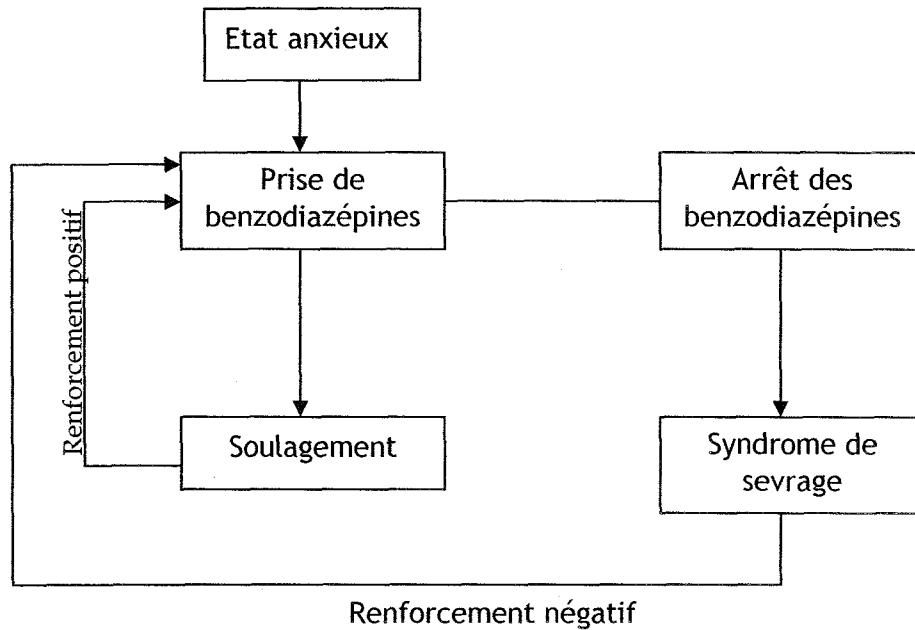 Etat anxieux
Prise de
benzodiazépines
Arrêt des
benzodiazépines
Renforcement positif
Soulagement
Syndrome de
sevrage
Renforcement négatif